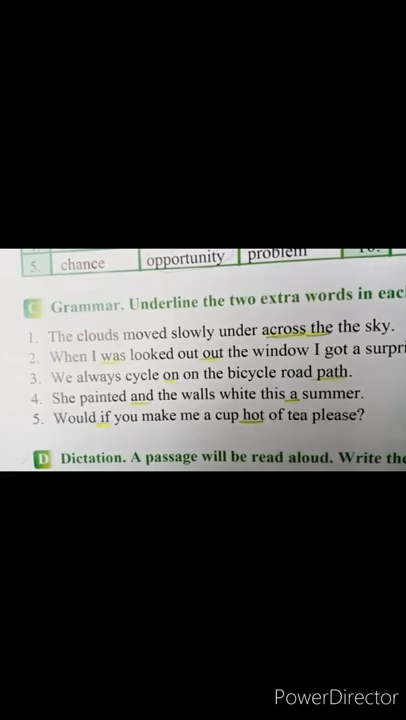 5. chance opportunity problem 10.
C Grammar. Underline the two extra words in eac
1. The clouds moved slowly under across the the sky.
2. When I was looked out out the window I got a surpri
3. We always cycle on on the bicycle road path.
4. She painted and the walls white this a summer.
5. Would if you make me a cup hot of tea please?
D Dictation. A passage will be read aloud. Write the
PowerDirector